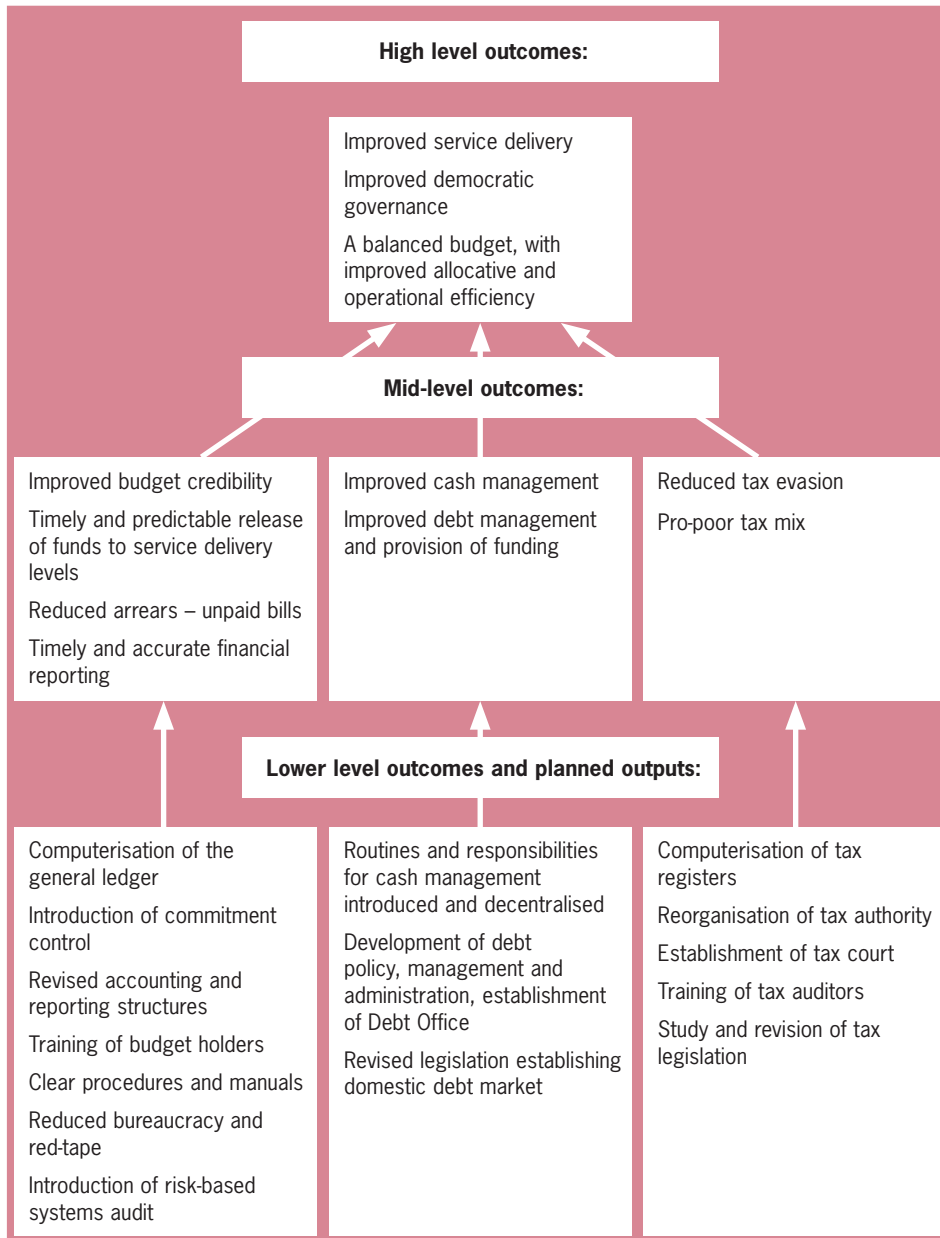 High level outcomes:
Improved service delivery
Improved democratic
governance
A balanced budget, with
improved allocative and
operational efficiency
Mid-level outcomes:
Improved budget credibility
Timely and predictable release
of funds to service delivery
levels
Reduced arrears – unpaid bills
Timely and accurate financial
reporting
Improved cash management
Improved debt management
and provision of funding
Reduced tax evasion
Pro-poor tax mix
Lower level outcomes and planned outputs:
Computerisation of the
general ledger
Introduction of commitment
control
Revised accounting and
reporting structures
Training of budget holders
Clear procedures and manuals
Reduced bureaucracy and
red-tape
Introduction of risk-based
systems audit
Routines and responsibilities
for cash management
introduced and decentralised
Development of debt
policy, management and
administration, establishment
of Debt Office
Revised legislation establishing
domestic debt market
Computerisation of tax
registers
Reorganisation of tax authority
Establishment of tax court
Training of tax auditors
Study and revision of tax
legislation